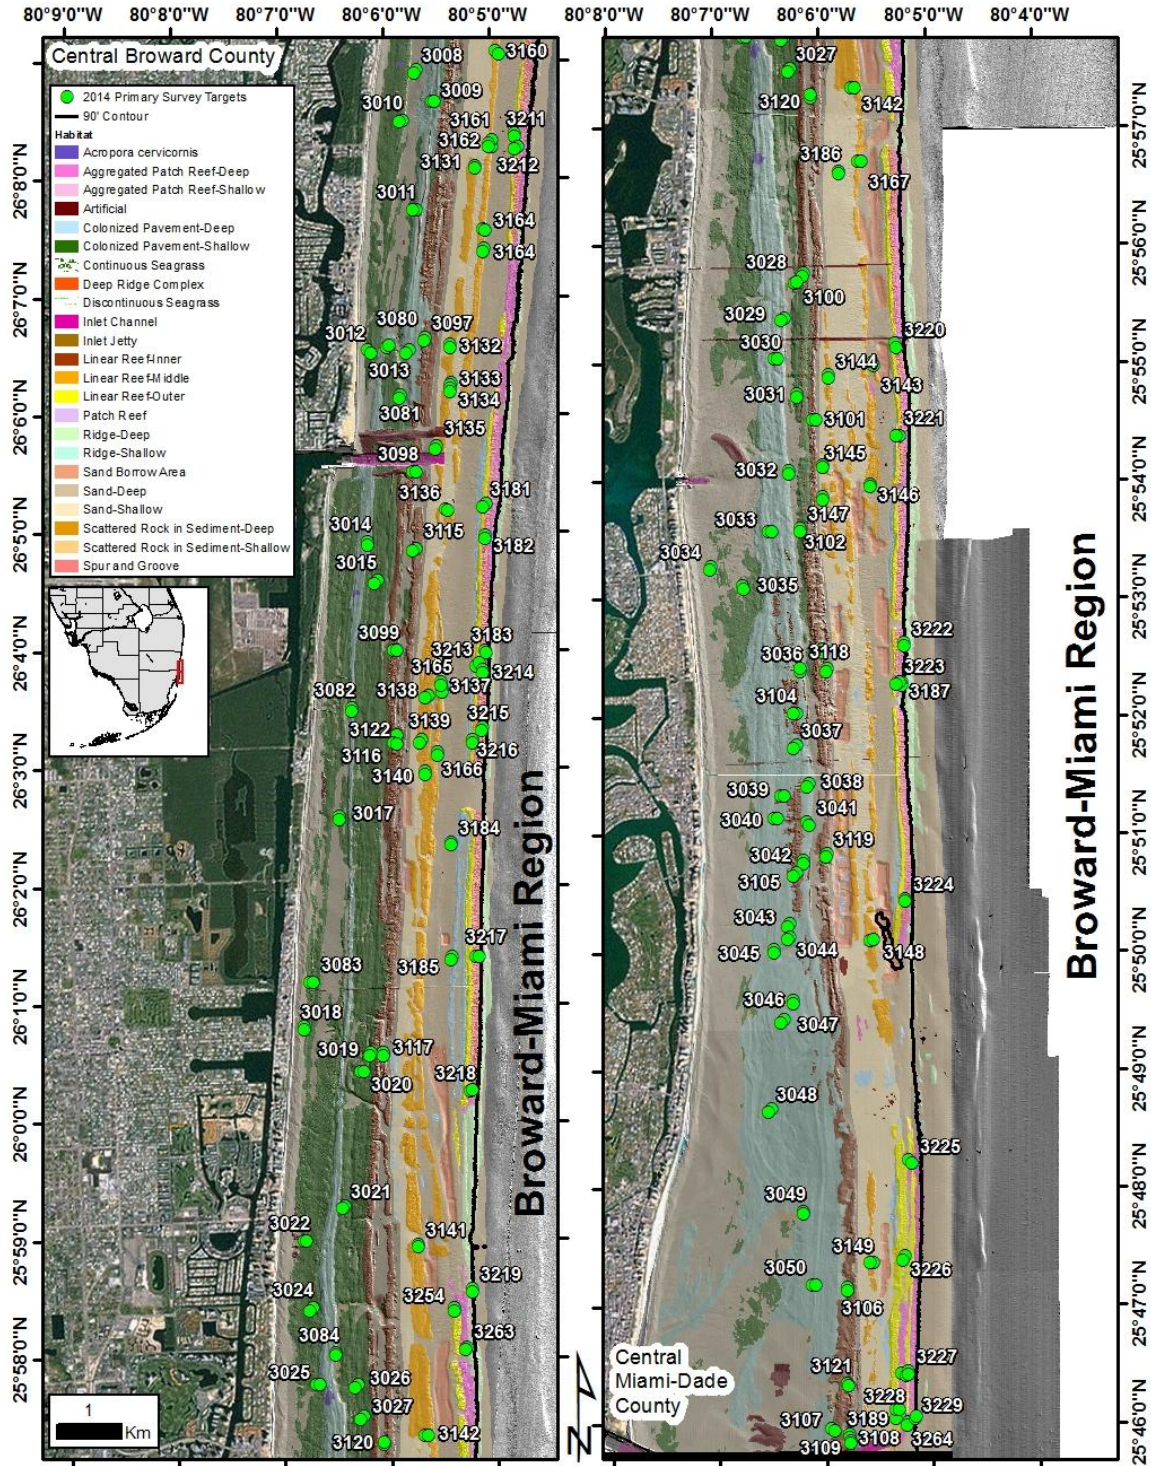 80°9'0"W 80°8'0"W 80°7'0"W 80°6'0"W 80°5'0"W
80°8'0"W 80°7'0"W 80°6'0"W 80°5'0"W 80°4'0"W
Central Broward County
2014 Primary Survey Targets
90' Contour
Habitat
Acropora cervicornis
Aggregated Patch Reef-Deep
Aggregated Patch Reef-Shallow
Artificial
Colonized Pavement-Deep
Colonized Pavement-Shallow
Continuous Seagrass
Deep Ridge Complex
Discontinuous Seagrass
Inlet Channel
Inlet Jetty
Linear Reef-Inner
Linear Reef-Middle
Linear Reef-Outer
Patch Reef
Ridge-Deep
Ridge-Shallow
Sand Borrow Area
Sand-Deep
Sand-Shallow
Scattered Rock in Sediment-Deep
Scattered Rock in Sediment-Shallow
Spur and Groove
26°8'0"N
26°7'0"N
26°6'0"N
26°5'0"N
26°4'0"N
26°3'0"N
26°2'0"N
26°1'0"N
26°0'0"N
25°59'0"N
25°58'0"N
3160
3008
3009
3010
3161
3211
3162
3131
3212
3011
3164
3164
3080
3097
3012
3132
3013
3133
3134
3081
3135
3098
3136
3181
3014
3115
3182
3015
3099
3213
3183
3165
3214
3082
3138
3137
3122
3139
3215
3116
3216
3140
3166
3017
3184
3217
3083
3185
3018
3019
3117
3020
3218
3021
3022
3141
3024
3254
3219
3084
3263
3025
3026
3027
3120
3142
Broward-Miami Region
1
Km
N
3027
3120
3142
3186
3167
3028
3100
3029
3220
3030
3144
3143
3031
3101
3221
3145
3032
3146
3147
3033
3102
3034
3035
3222
3036
3118
3223
3187
3104
3037
3038
3039
3041
3040
3119
3042
3105
3224
3043
3044
3045
3148
3046
3047
3048
3225
3049
3149
3226
3050
3106
3227
3121
3228
3229
3107
3189
3108
3264
3109
Central
Miami-Dade
County
Broward-Miami Region
25°57'0"N
25°56'0"N
25°55'0"N
25°54'0"N
25°53'0"N
25°52'0"N
25°51'0"N
25°50'0"N
25°49'0"N
25°48'0"N
25°47'0"N
25°46'0"N